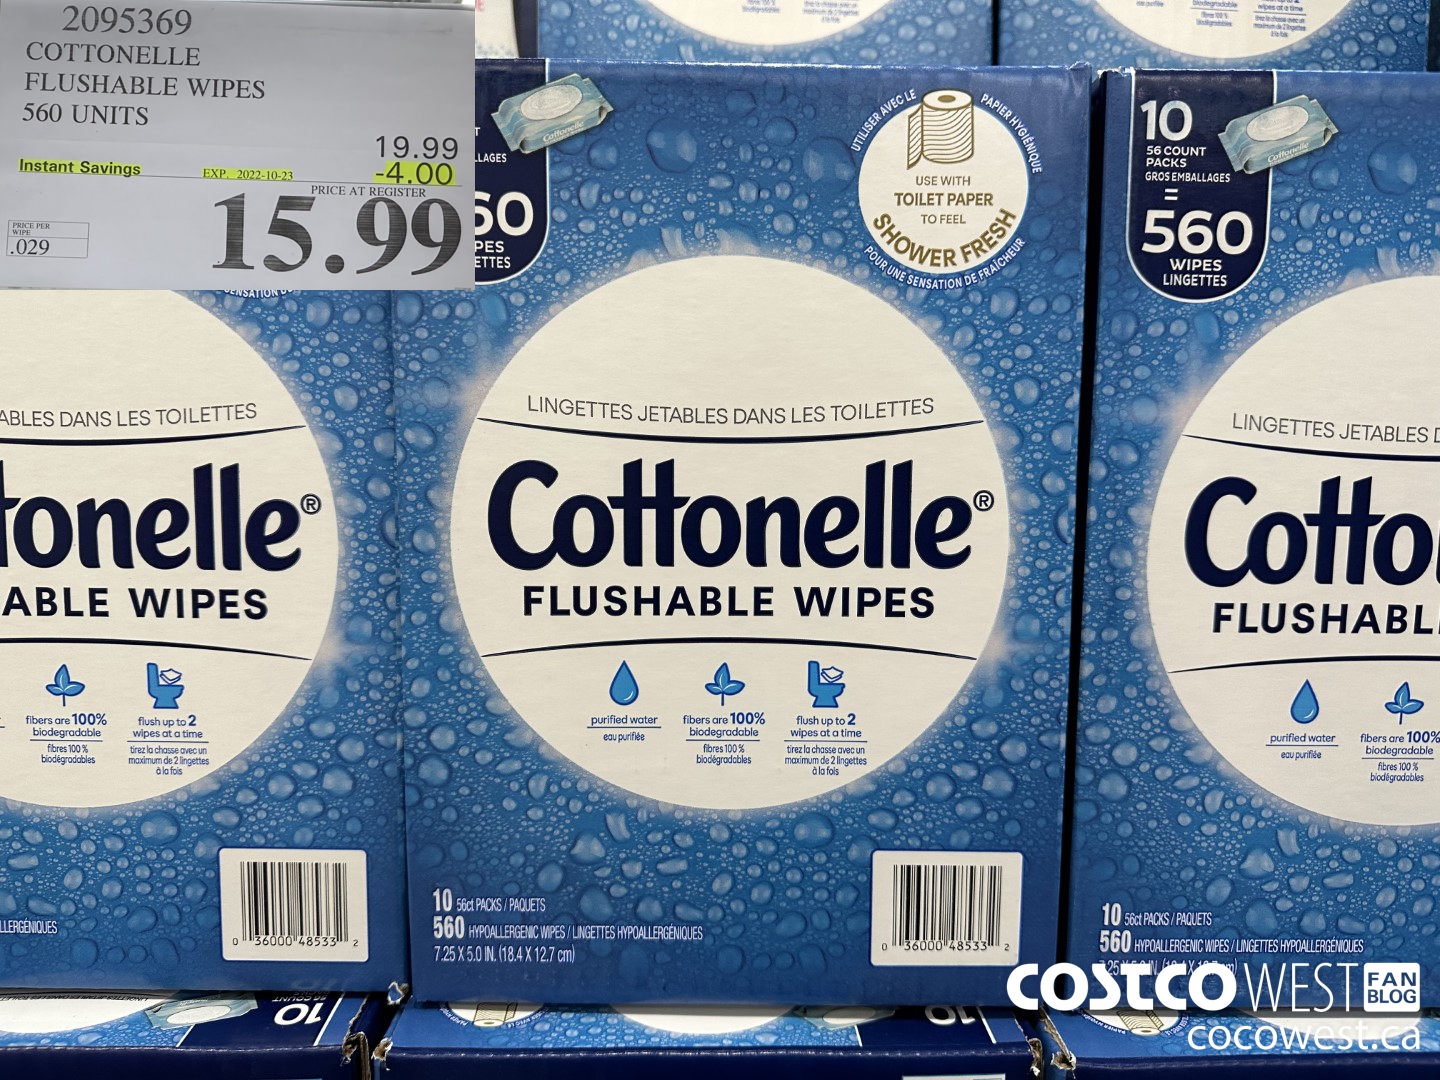 2095369
COTTONELLE
FLUSHABLE WIPES
560 UNITS
19.99
Instant Savings EXP. 2022-10-23 -4.00
PRICE AT REGISTER
15.99
PRICE PER
WIPE
.029
UTILISER AVEC LE PAPIER HYGIÉNIQUE
USE WITH
TOILET PAPER
TO FEEL
SHOWER FRESH
POUR UNE SENSATION DE FRAÎCHEUR
Cottonelle
LINGETTES JETABLES DANS LES TOILETTES
Cottonelle®
FLUSHABLE WIPES
purified water
eau purifiée
fibers are 100%
biodegradable
fibres 100 %
biodégradables
flush up to 2
wipes at a time
tirez la chasse avec un
maximum de 2 lingettes
à la fois
10 56ct PACKS / PAQUETS
560 HYPOALLERGENIC WIPES / LINGETTES HYPOALLERGÉNIQUES
7.25 X 5.0 IN. (18.4 X 12.7 cm)
0 36000 48533 2
SENSATION DE
ABLES DANS LES TOILETTES
tonelle®
ABLE WIPES
fibers are 100%
biodegradable
fibres 100 %
biodégradables
flush up to 2
wipes at a time
tirez la chasse avec un
maximum de 2 lingettes
à la fois
LLERGÉNIQUES
0 36000 48533 2
10
56 COUNT
PACKS
GROS EMBALLAGES
=
560
WIPES
LINGETTES
Cottonelle
LINGETTES JETABLES D
Cotto
FLUSHABL
purified water
eau purifiée
fibers are 100%
biodegradable
fibres 100 %
biodégradables
10 56ct PACKS / PAQUETS
560 HYPOALLERGENIC WIPES / LINGETTES HYPOALLERGÉNIQUES
COSTCO WEST FAN
BLOG
cocowest.ca